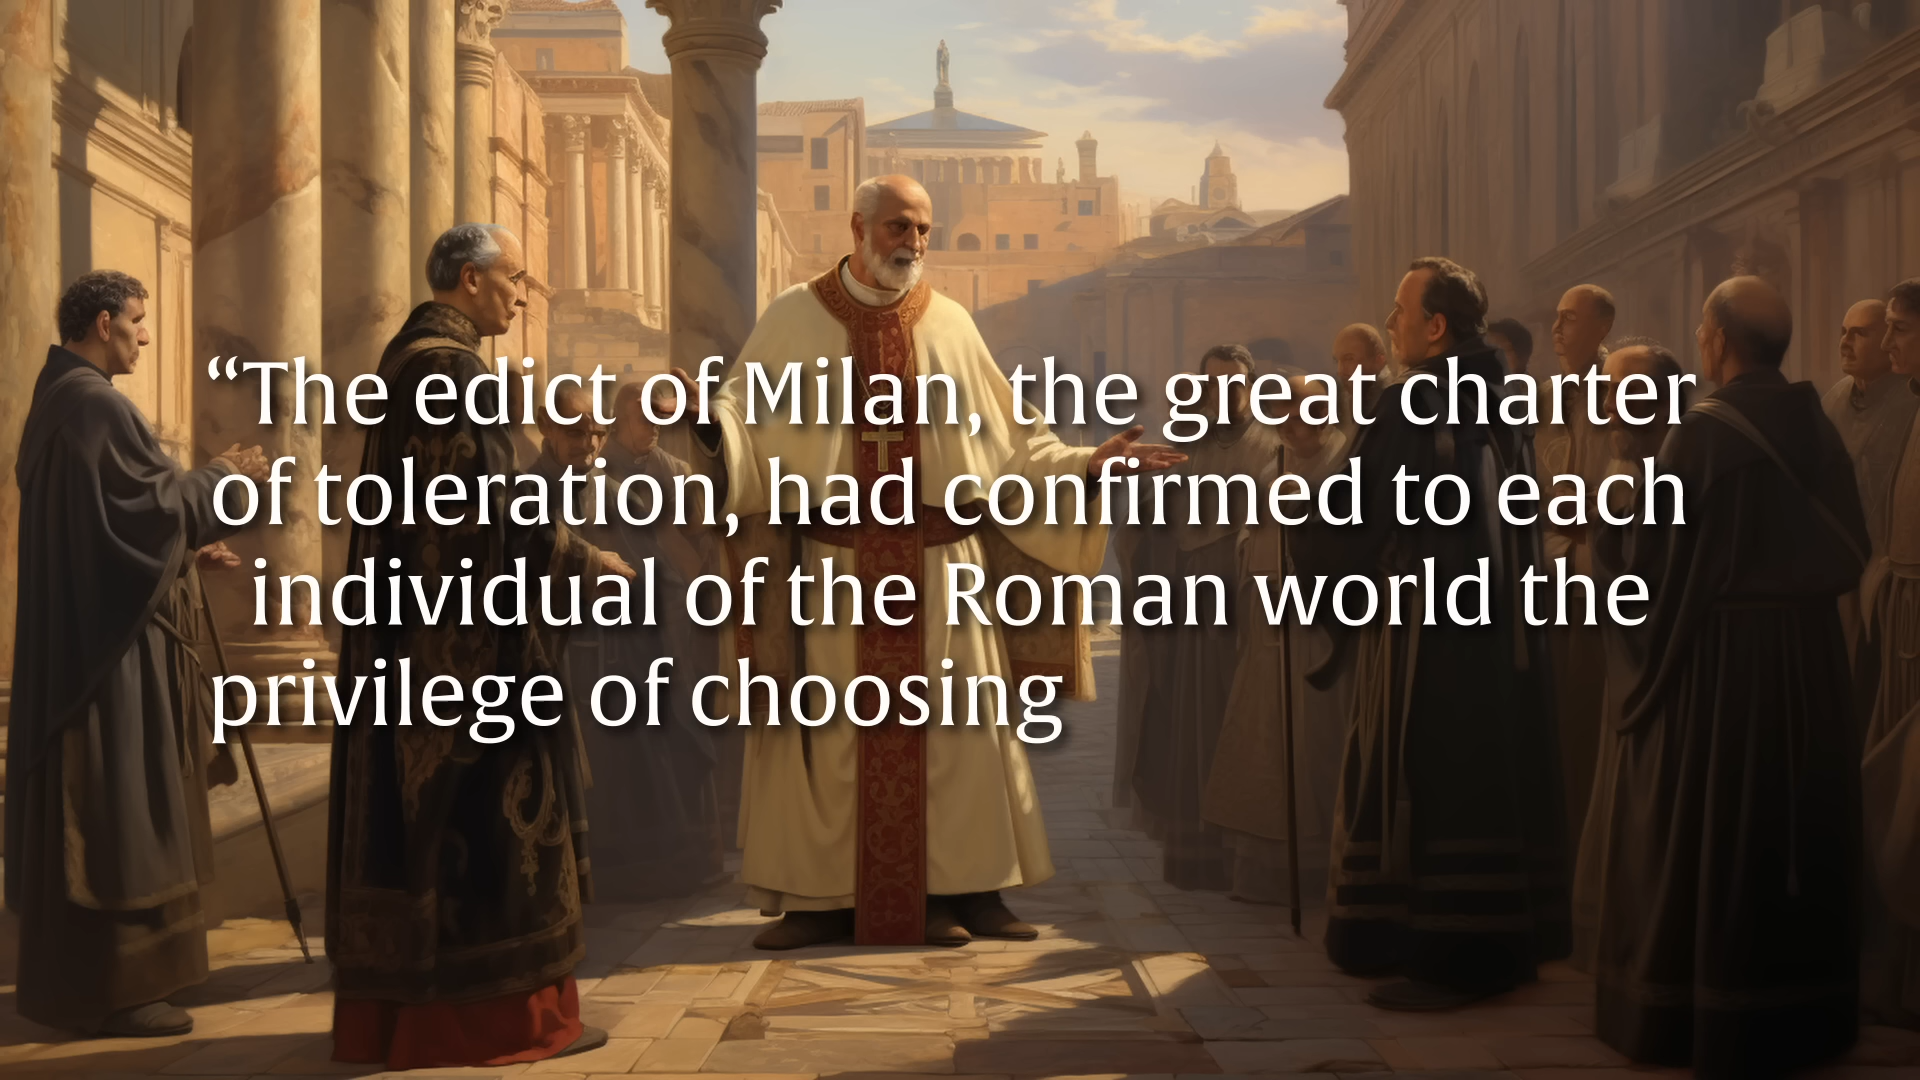 “The edict of Milan, the great charter
of toleration, had confirmed to each
individual of the Roman world the
privilege of choosing